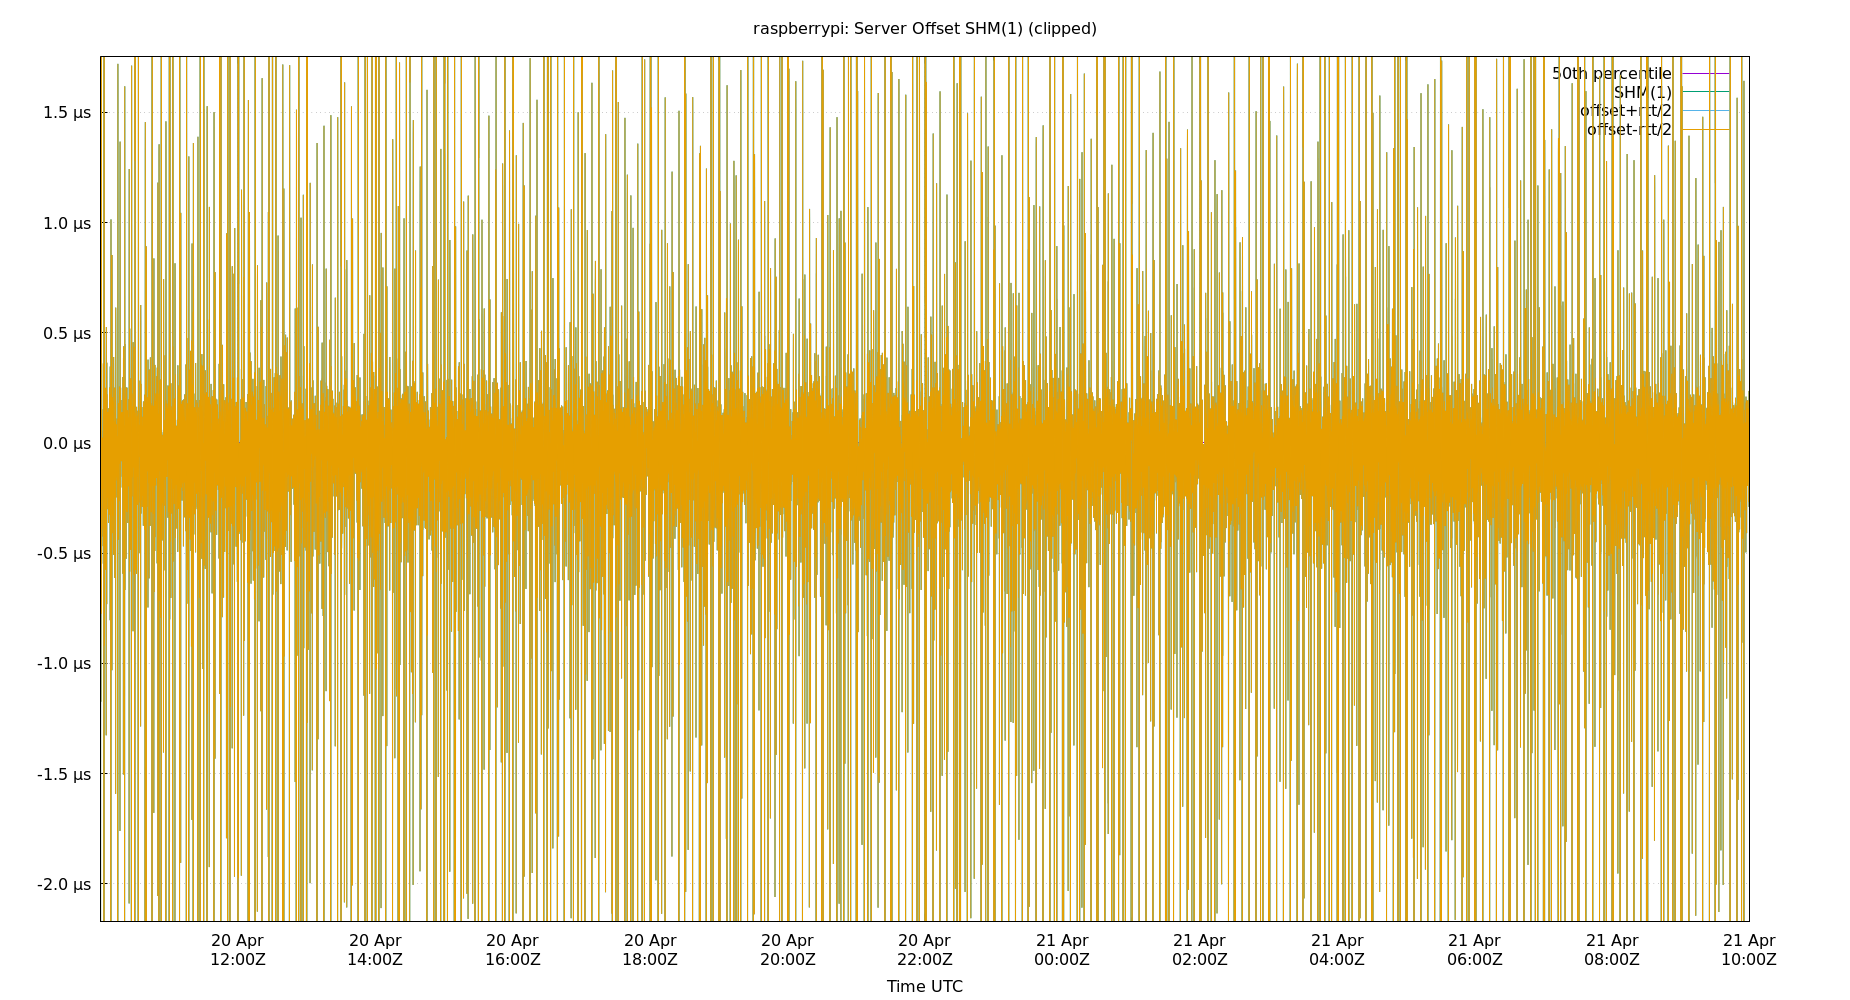 raspberrypi: Server Offset SHM(1) (clipped)
50th percentile
SHM(1)
offset+rtt/2
offset-rtt/2
1.5 µs
1.0 µs
0.5 µs
0.0 µs
-0.5 µs
-1.0 µs
-1.5 µs
-2.0 µs
20 Apr 20 Apr 20 Apr 20 Apr 20 Apr 20 Apr 21 Apr 21 Apr 21 Apr 21 Apr 21 Apr 21 Apr
12:00Z 14:00Z 16:00Z 18:00Z 20:00Z 22:00Z 00:00Z 02:00Z 04:00Z 06:00Z 08:00Z 10:00Z
Time UTC